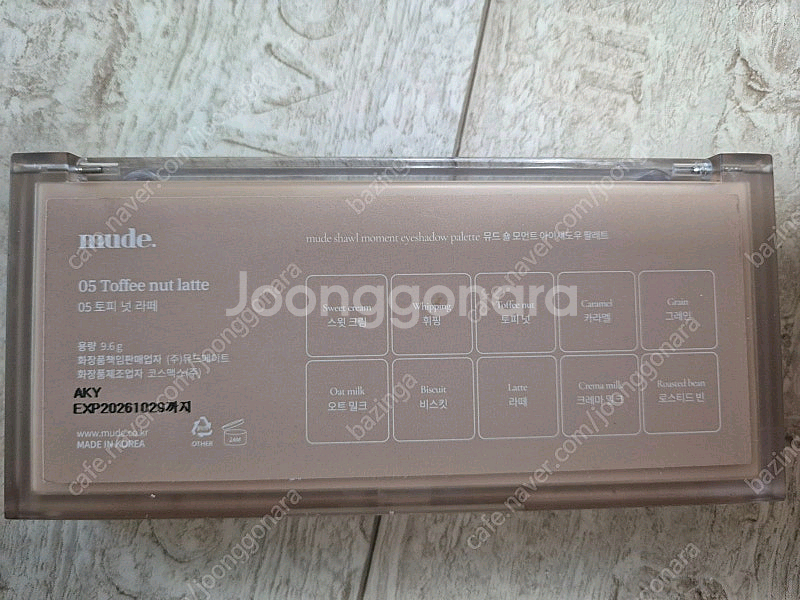 mude.
mude shawl moment eyeshadow palette 뮤드 숄 모먼트 아이섀도우 팔레트
05 Toffee nut latte
05 토피 넛 라떼
Sweet cream
스윗 크림
Whipping
휘핑
Toffee nut
토피 넛
Caramel
카라멜
Grain
그레인
Oat milk
오트 밀크
Biscuit
비스킷
Latte
라떼
Crema milk
크레마 밀크
Roasted bean
로스티드 빈
용량 9.6 g
화장품책임판매업자 (주)뮤드메이트
화장품제조업자 코스맥스(주)
AKY
EXP20261029까지
www.mude.co.kr
MADE IN KOREA
OTHER
24M
Joonggonara
cafe.naver.com/joonggonara
bazinga